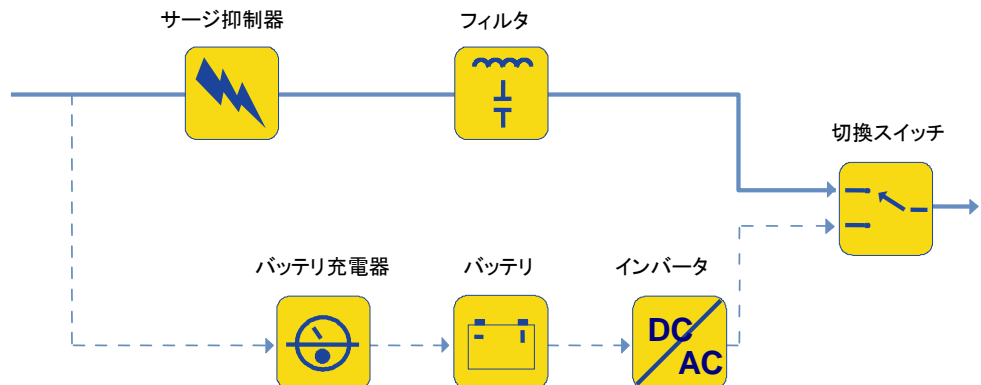 サージ抑制器
フィルタ
切換スイッチ
バッテリ充電器
バッテリ
インバータ
DC
AC